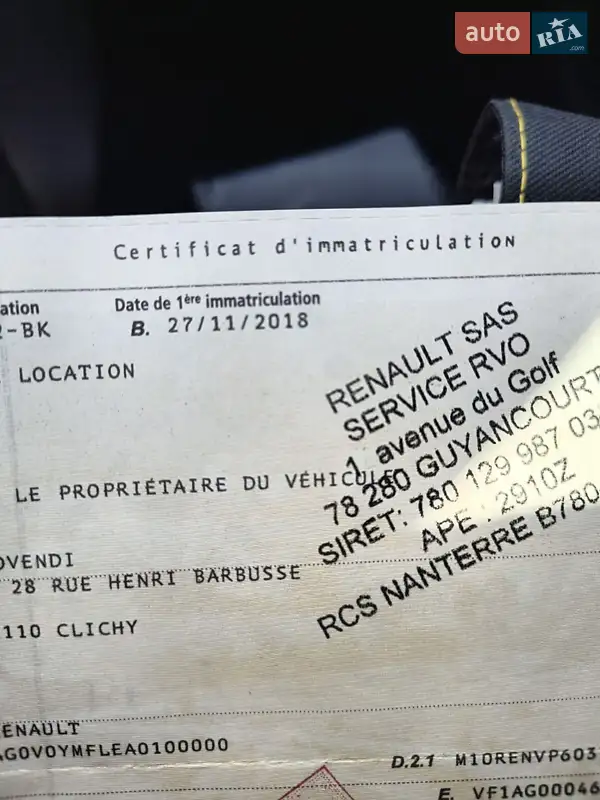 auto RIA .com
Certificat d'immatriculation
ation Date de 1ère immatriculation
-BK B. 27/11/2018
LOCATION
LE PROPRIÉTAIRE DU VÉHICULE
OVENDI
28 RUE HENRI BARBUSSE
110 CLICHY
RENAULT SAS
SERVICE RVO
1, avenue du Golf
78 280 GUYANCOURT
SIRET: 780 129 987 03
APE : 2910Z
RCS NANTERRE B780
ENAULT
AG0V0YMFLEA0100000
D.2.1 M10RENVP603
E. VF1AG00046